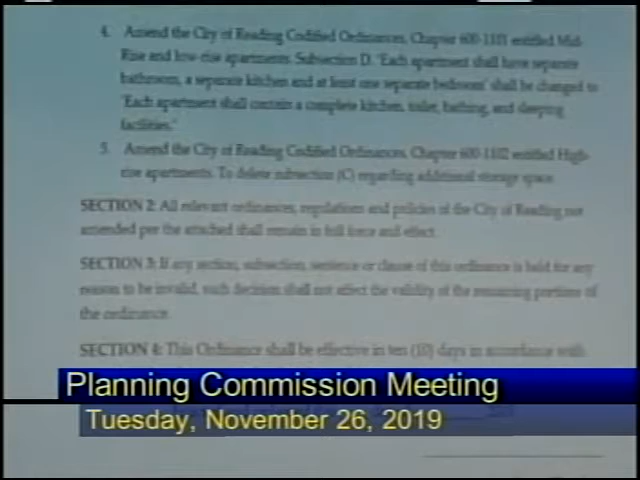 4. Amend the City of Reading Codified Ordinances, Chapter 600-1101 entitled Mid-
Rise and low-rise apartments. Subsection D. "Each apartment shall have separate
bathroom, a separate kitchen and at least one separate bedroom" shall be changed to
"Each apartment shall contain a complete kitchen, toilet, bathing, and sleeping
facilities."
5. Amend the City of Reading Codified Ordinances, Chapter 600-1102 entitled High-
rise apartments. To delete subsection (C) regarding additional storage space.
SECTION 2: All relevant ordinances, regulations and policies of the City of Reading not
amended per the attached shall remain in full force and effect.
SECTION 3: If any section, subsection, sentence or clause of this ordinance is held for any
reason to be invalid, such decision shall not affect the validity of the remaining portions of
the ordinance.
SECTION 4: This Ordinance shall be effective in ten (10) days in accordance with
Planning Commission Meeting
Tuesday, November 26, 2019